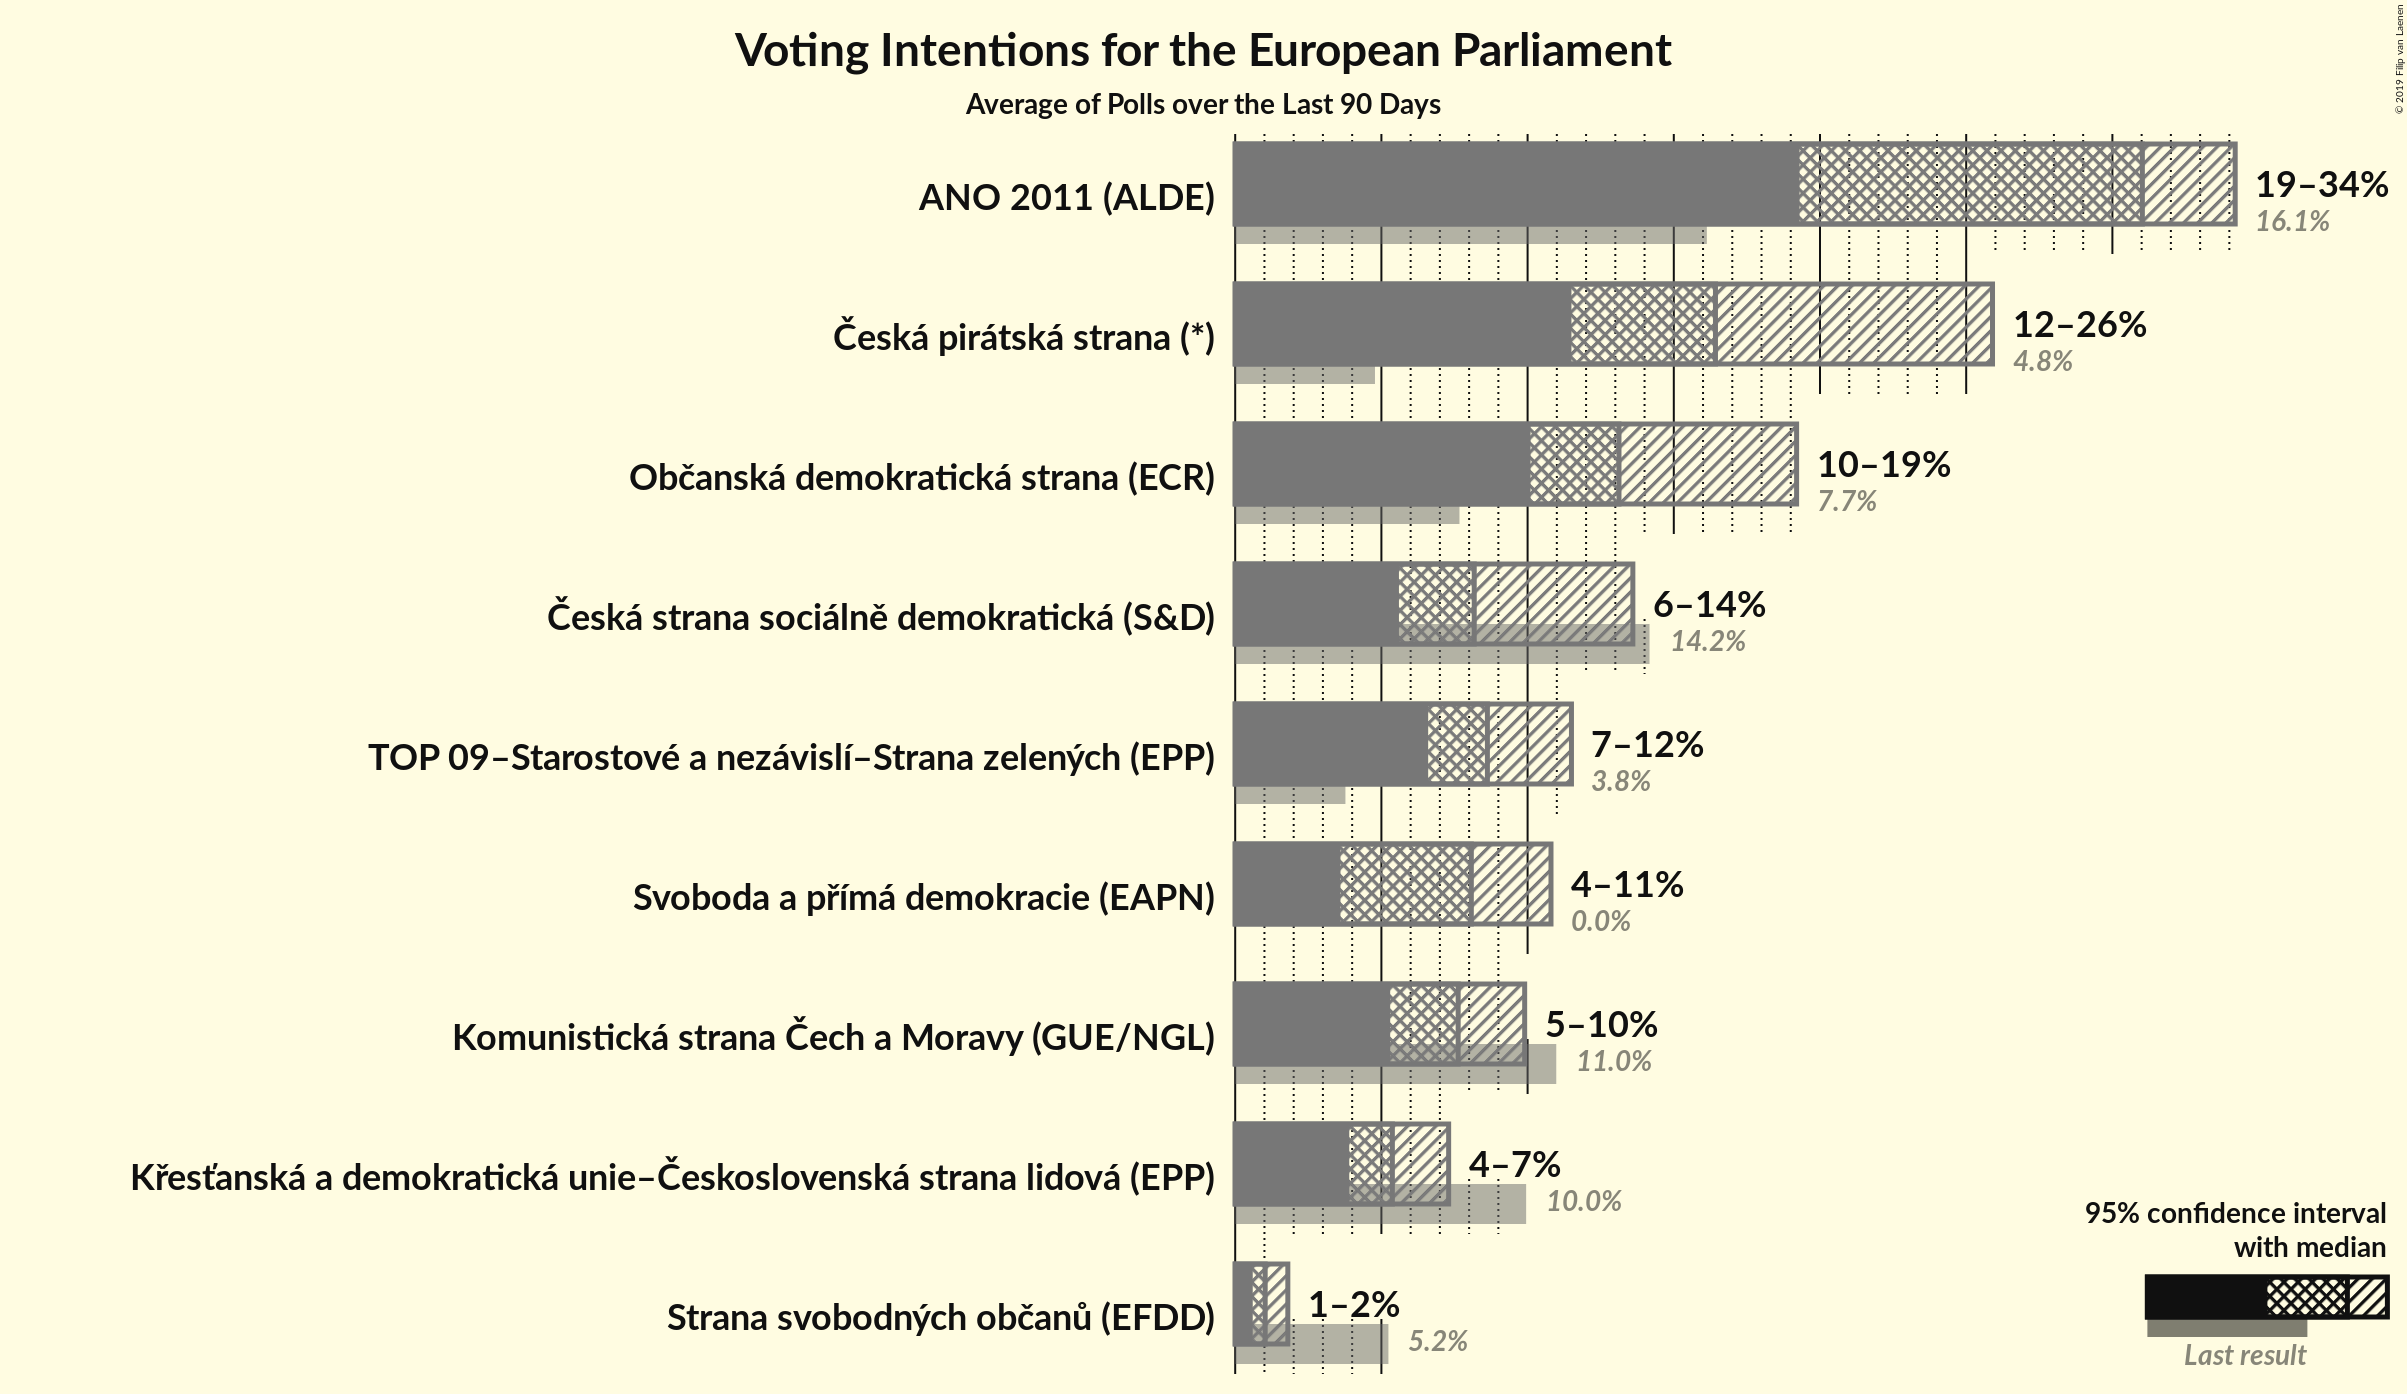 Voting Intentions for the European Parliament
Average of Polls over the Last 90 Days
© 2019 Filip van Laenen
ANO 2011 (ALDE)
19–34%
16.1%
Česká pirátská strana (*)
12–26%
4.8%
Občanská demokratická strana (ECR)
10–19%
7.7%
Česká strana sociálně demokratická (S&D)
6–14%
14.2%
TOP 09–Starostové a nezávislí–Strana zelených (EPP)
7–12%
3.8%
Svoboda a přímá demokracie (EAPN)
4–11%
0.0%
Komunistická strana Čech a Moravy (GUE/NGL)
5–10%
11.0%
Křesťanská a demokratická unie–Československá strana lidová (EPP)
4–7%
10.0%
Strana svobodných občanů (EFDD)
1–2%
5.2%
95% confidence interval
with median
Last result